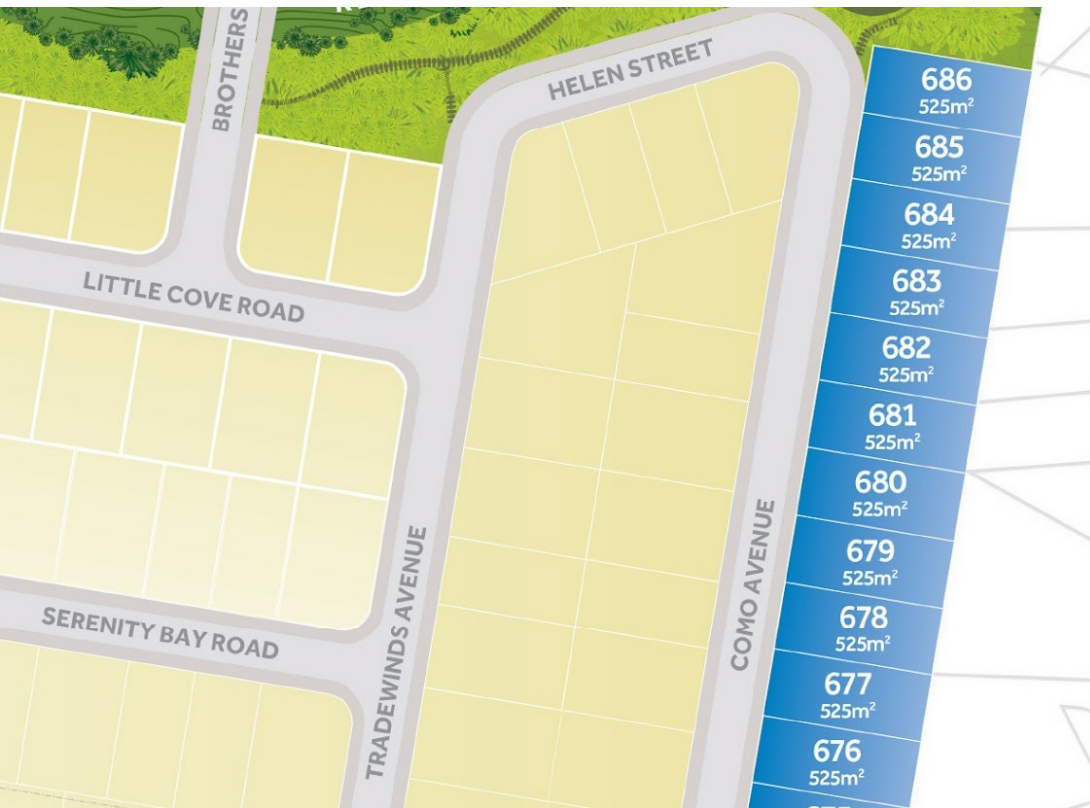 BROTHERS
HELEN STREET
LITTLE COVE ROAD
SERENITY BAY ROAD
TRADEWINDS AVENUE
COMO AVENUE
686
525m²
685
525m²
684
525m²
683
525m²
682
525m²
681
525m²
680
525m²
679
525m²
678
525m²
677
525m²
676
525m²